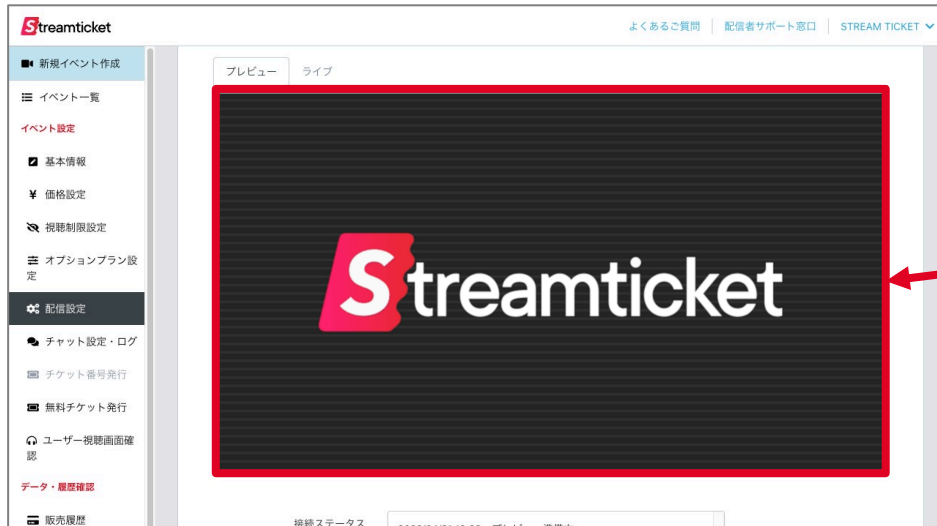 Streamticket
よくあるご質問
配信者サポート窓口
STREAM TICKET
新規イベント作成
イベント一覧
イベント設定
基本情報
価格設定
視聴制限設定
オプションプラン設
定
配信設定
チャット設定・ログ
チケット番号発行
無料チケット発行
ユーザー視聴画面確
認
データ・履歴確認
販売履歴
プレビュー
ライブ
Streamticket
接続ステータス